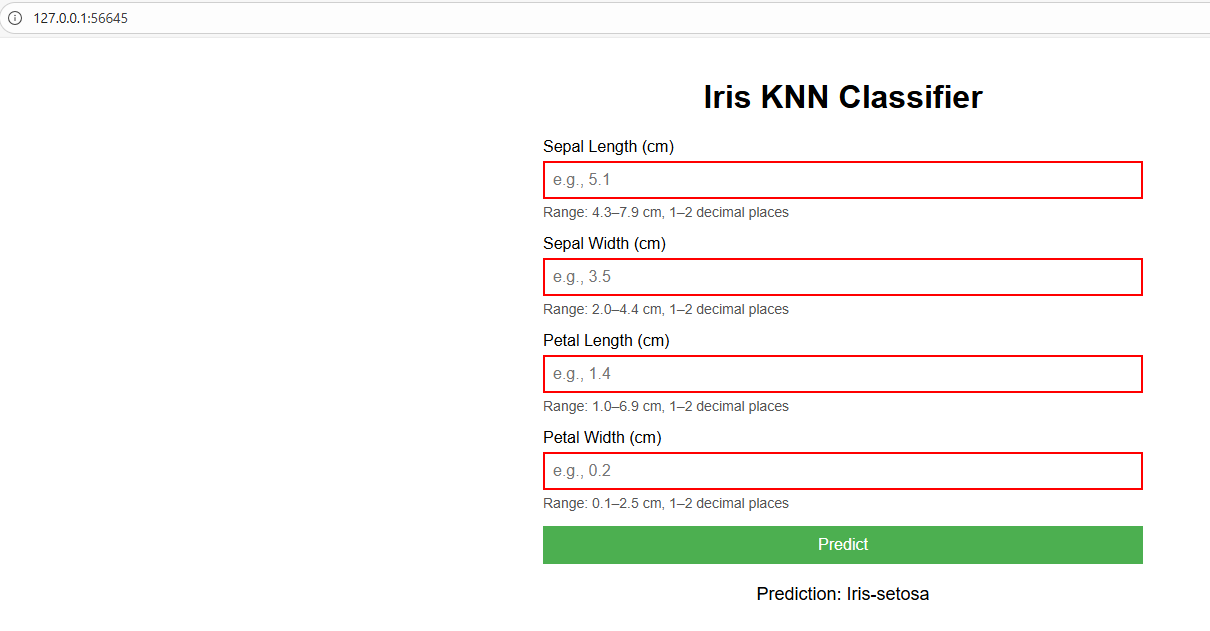 127.0.0.1:56645
Iris KNN Classifier
Sepal Length (cm)
e.g., 5.1
Range: 4.3–7.9 cm, 1–2 decimal places
Sepal Width (cm)
e.g., 3.5
Range: 2.0–4.4 cm, 1–2 decimal places
Petal Length (cm)
e.g., 1.4
Range: 1.0–6.9 cm, 1–2 decimal places
Petal Width (cm)
e.g., 0.2
Range: 0.1–2.5 cm, 1–2 decimal places
Predict
Prediction: Iris-setosa